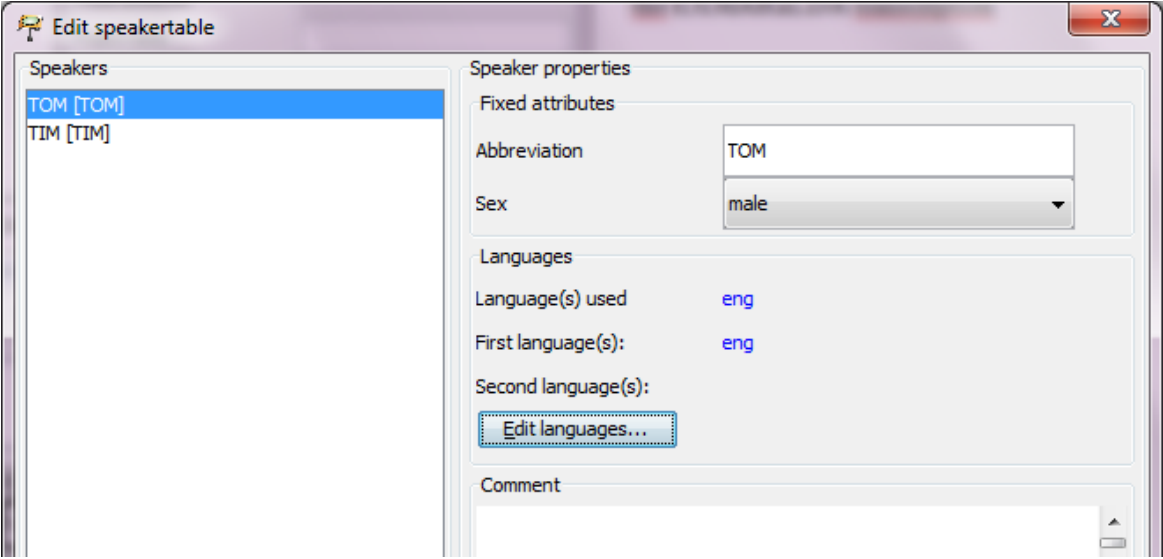 Edit speakertable
Speakers
TOM [TOM]
TIM [TIM]
Speaker properties
Fixed attributes
Abbreviation TOM
Sex male
Languages
Language(s) used eng
First language(s): eng
Second language(s):
Edit languages...
Comment